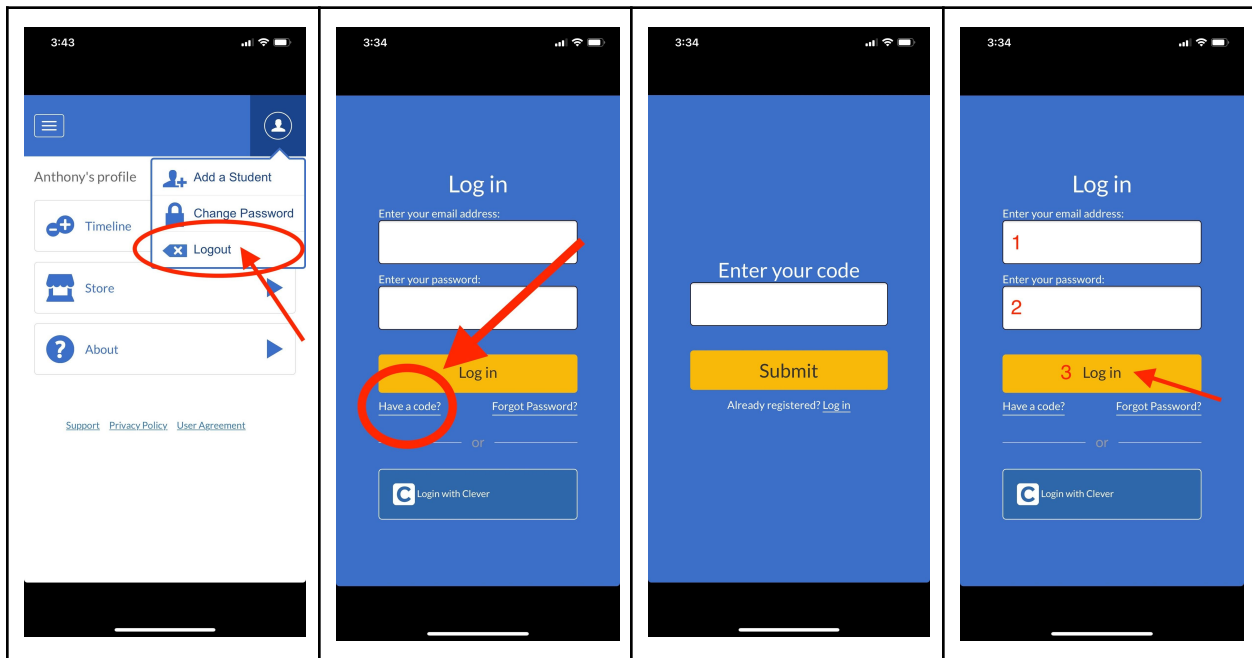 3:43
Anthony's profile
Add a Student
Change Password
Logout
Timeline
Store
? About
Support Privacy Policy User Agreement
3:34
Log in
Enter your email address:
Enter your password:
Log in
Have a code? Forgot Password?
or
C Login with Clever
3:34
Enter your code
Submit
Already registered? Log in
3:34
Log in
Enter your email address:
1
Enter your password:
2
3 Log in
Have a code? Forgot Password?
or
C Login with Clever